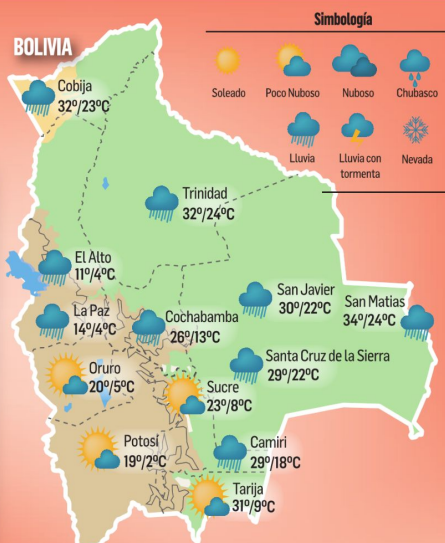 Simbología
BOLIVIA
Soleado
Poco Nuboso
Nuboso
Chubasco
Lluvia
Lluvia con
tormenta
Nevada
Cobija
32º/23ºC
Trinidad
32º/24ºC
El Alto
11º/4ºC
La Paz
14º/4ºC
Cochabamba
26º/13ºC
San Javier
30º/22ºC
San Matias
34º/24ºC
Santa Cruz de la Sierra
29º/22ºC
Oruro
20º/5ºC
Sucre
23º/8ºC
Potosí
19º/2ºC
Camiri
29º/18ºC
Tarija
31º/9ºC